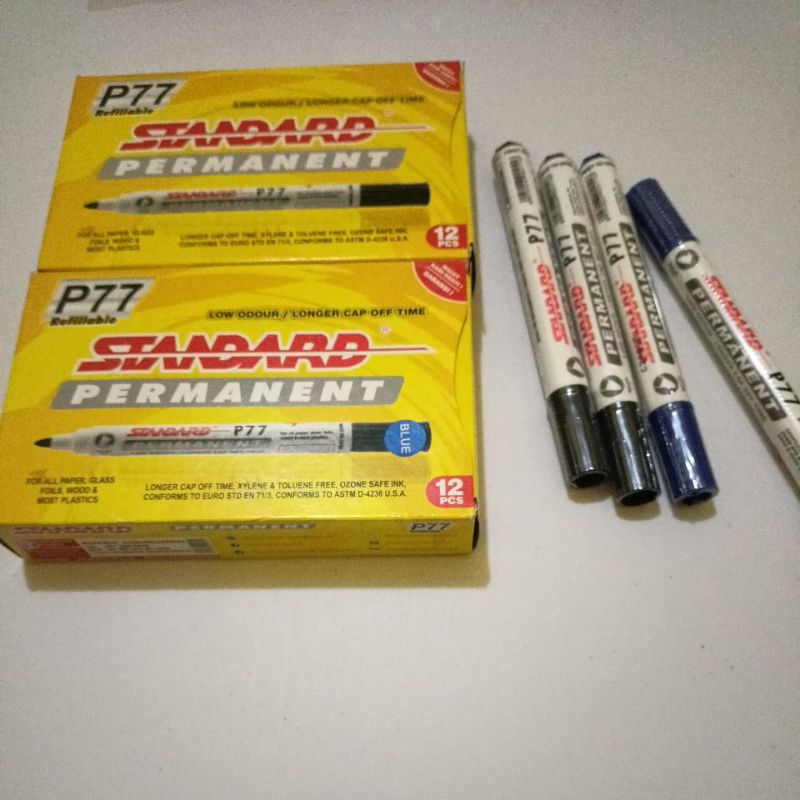 P77
Refillable
LOW ODOUR / LONGER CAP OFF TIME
STANDARD
PERMANENT
STANDARD P77
FOR ALL PAPER, GLASS
FOILS, WOOD &
MOST PLASTICS
LONGER CAP OFF TIME, XYLENE & TOLUENE FREE, OZONE SAFE INK,
CONFORMS TO EURO STD EN 71/3, CONFORMS TO ASTM D-4236 U.S.A.
12
PCS
P77
Refillable
GARANSI !
LOW ODOUR / LONGER CAP OFF TIME
STANDARD
PERMANENT
STANDARD P77
PERMANENT
BLUE
FOR ALL PAPER, GLASS
FOILS, WOOD &
MOST PLASTICS
LONGER CAP OFF TIME, XYLENE & TOLUENE FREE, OZONE SAFE INK,
CONFORMS TO EURO STD EN 71/3, CONFORMS TO ASTM D-4236 U.S.A.
12
PCS
STANDARD PERMANENT P77
P77 STANDARD
P77 STANDARD
PERMANENT
P77 STANDARD
PERMANENT
STANDARD P77
PERMANENT